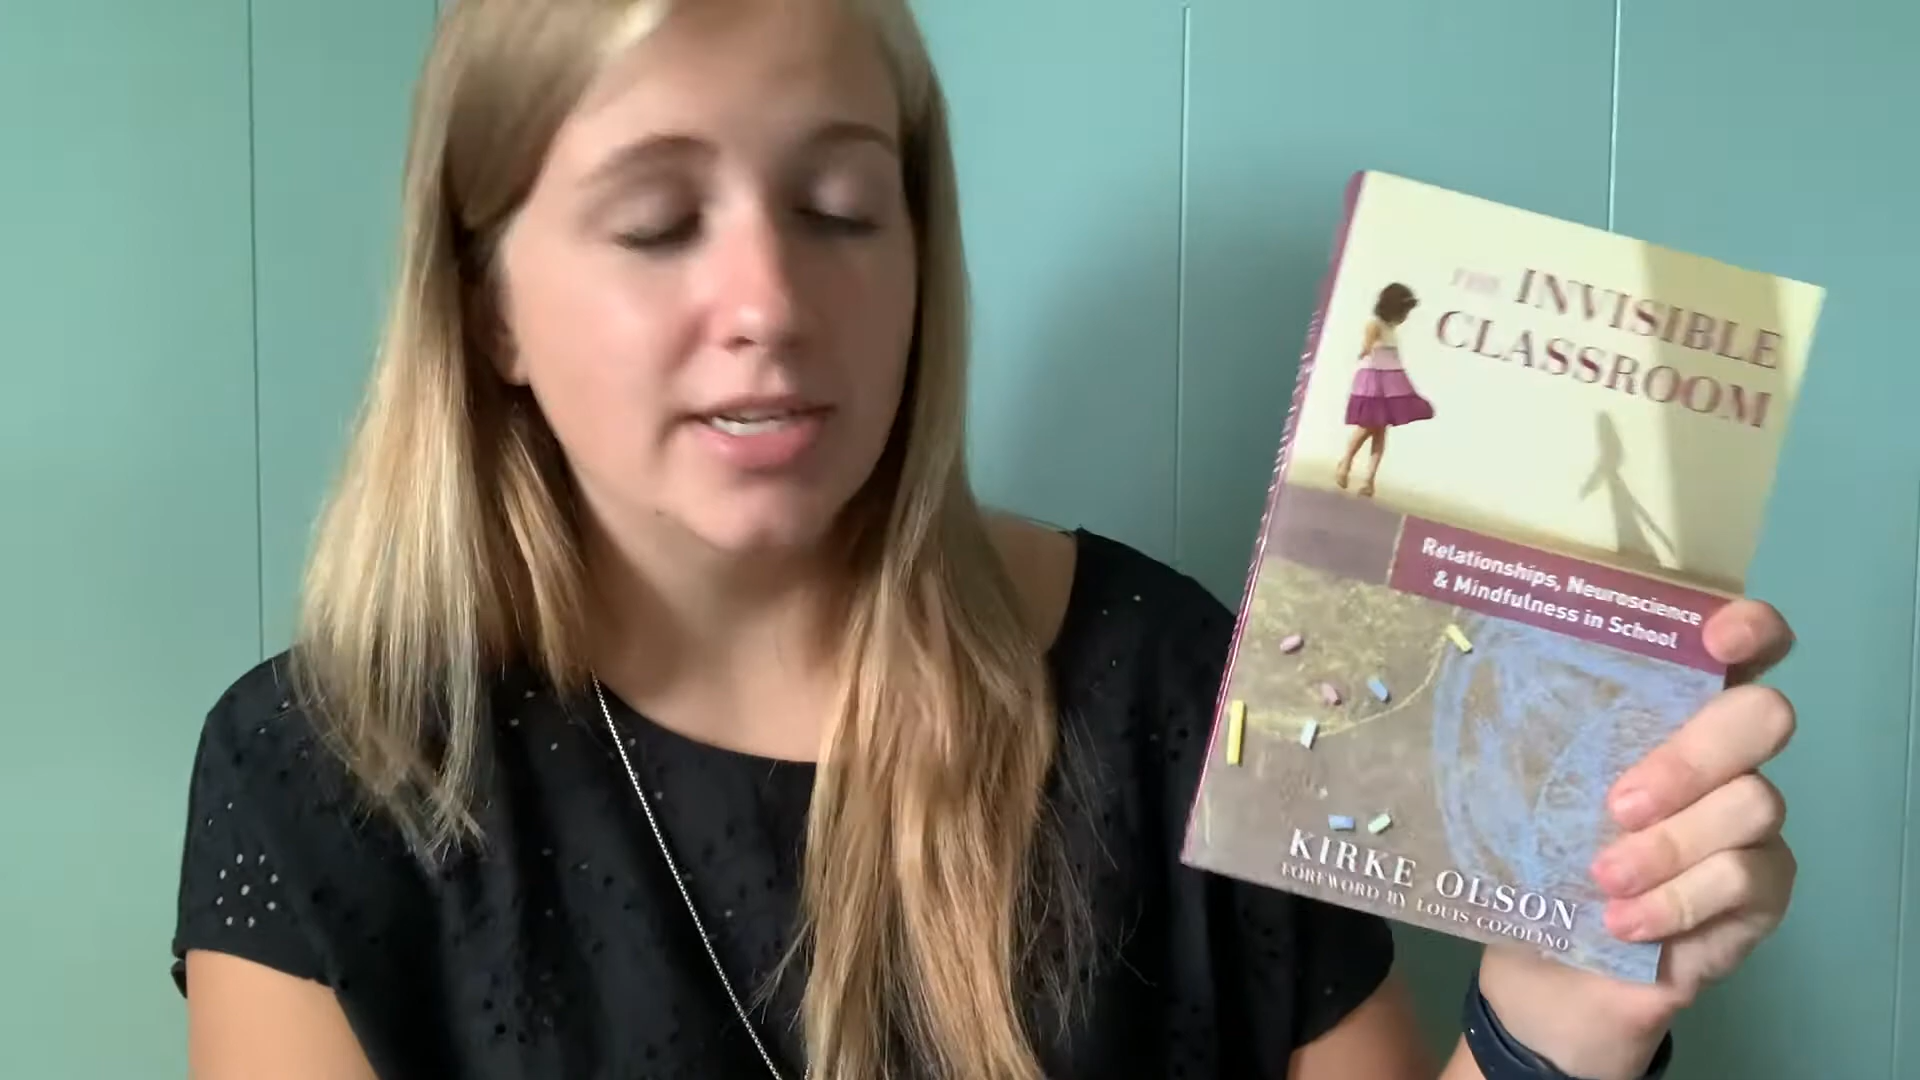 THE INVISIBLE
CLASSROOM
Relationships, Neuroscience
& Mindfulness in School
KIRKE OLSON
FOREWORD BY LOUIS COZOLINO